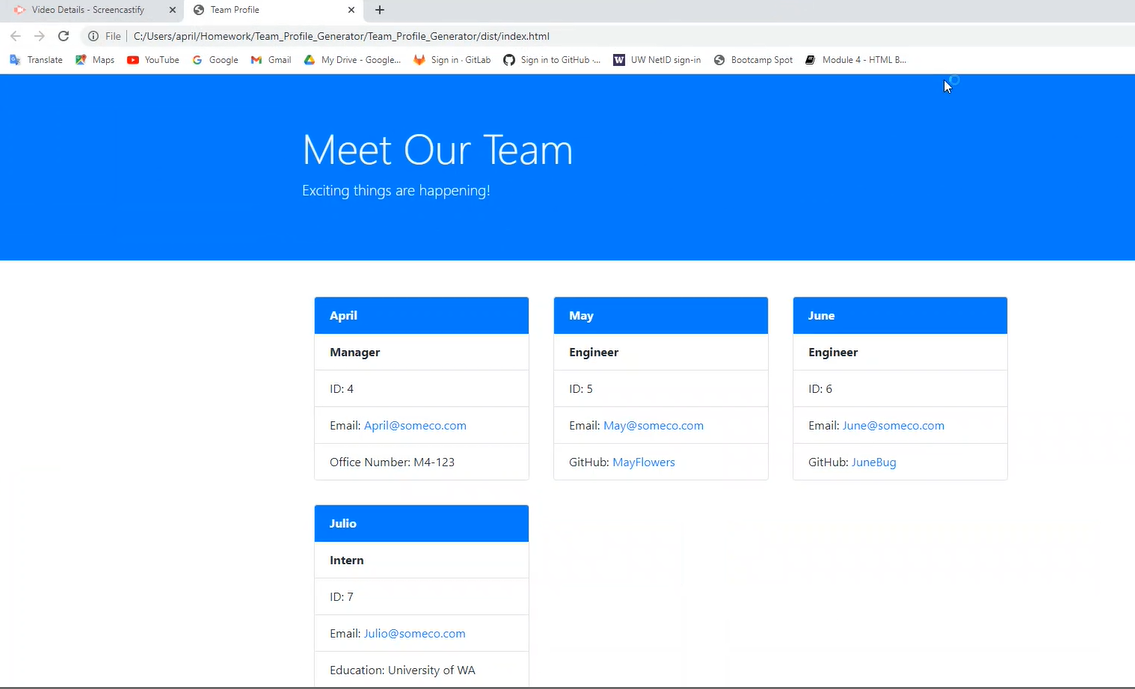 Video Details - Screencastify
Team Profile
File
C:/Users/april/Homework/Team_Profile_Generator/Team_Profile_Generator/dist/index.html
Translate
Maps
YouTube
Google
Gmail
My Drive - Google...
Sign in · GitLab
Sign in to GitHub ·...
W UW NetID sign-in
Bootcamp Spot
Module 4 - HTML B...
Meet Our Team
Exciting things are happening!
April
Manager
ID: 4
Email: April@someco.com
Office Number: M4-123
May
Engineer
ID: 5
Email: May@someco.com
GitHub: MayFlowers
June
Engineer
ID: 6
Email: June@someco.com
GitHub: JuneBug
Julio
Intern
ID: 7
Email: Julio@someco.com
Education: University of WA